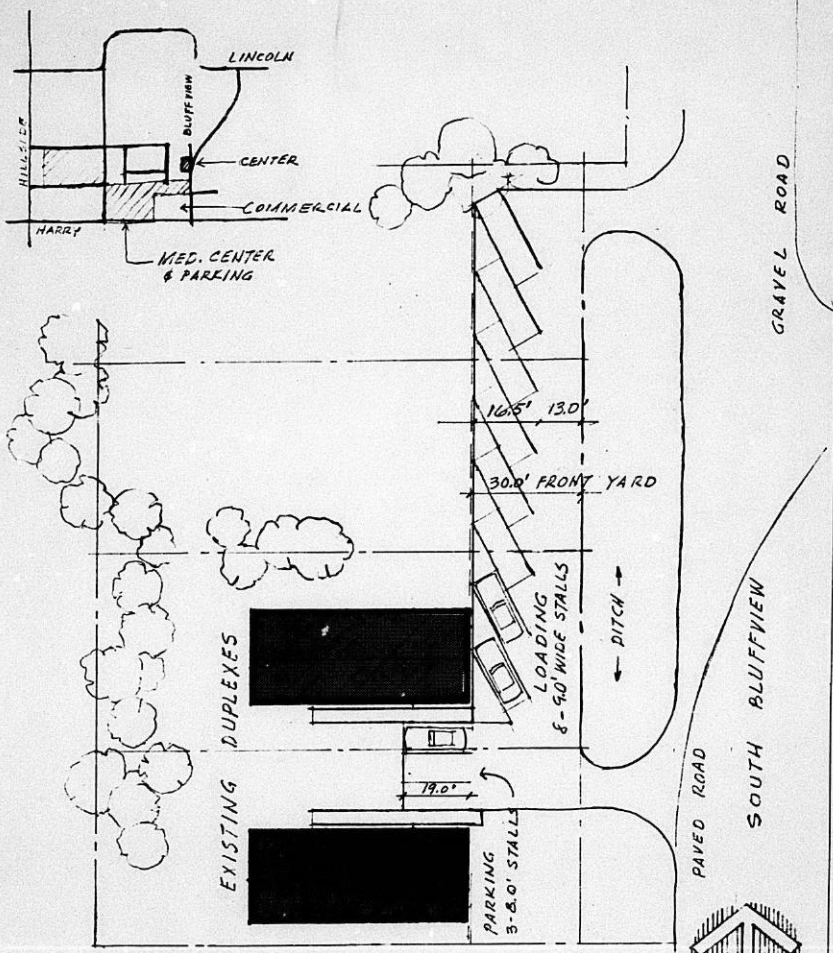 LINCOLN
BLUFFVIEW
HILLSIDE
CENTER
COMMERCIAL
HARRY
MED. CENTER
& PARKING
GRAVEL ROAD
16.5' 13.0'
30.0' FRONT YARD
LOADING
8-9.0' WIDE STALLS
← DITCH →
EXISTING DUPLEXES
19.0'
PARKING
3-8.0' STALLS
PAVED ROAD
SOUTH BLUFFVIEW